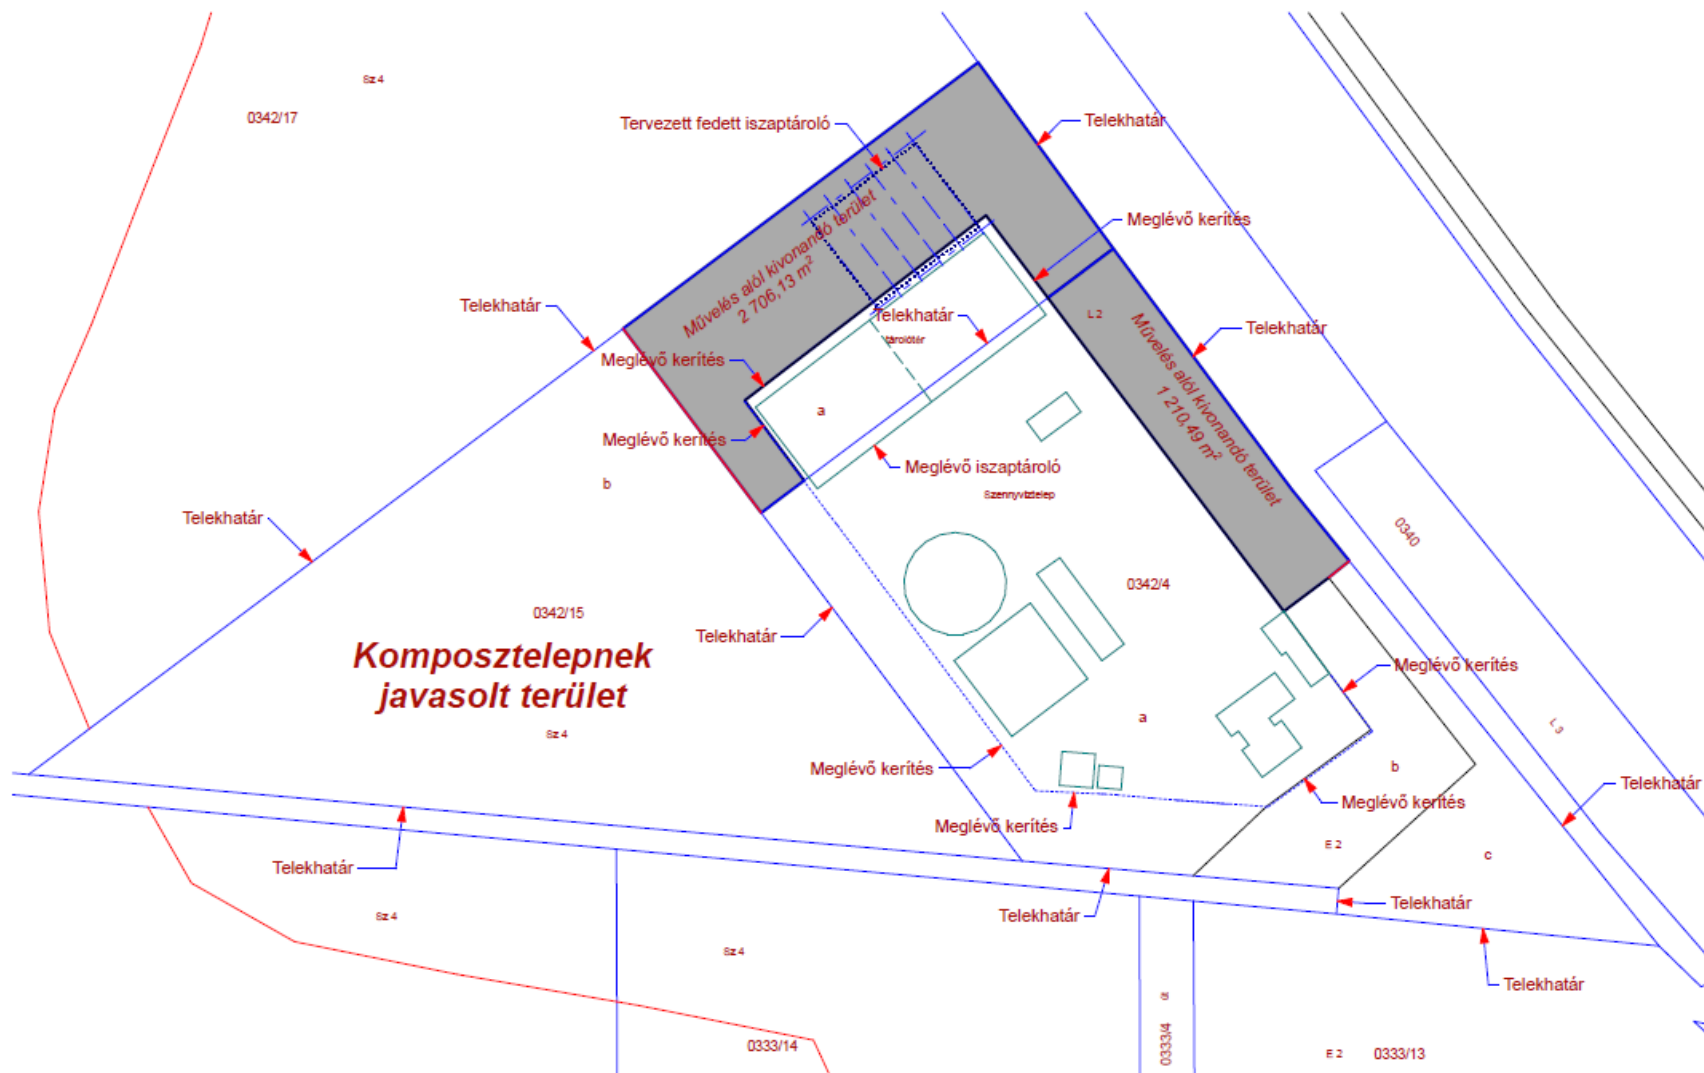 Sz 4
0342/17
Tervezett fedett iszaptároló
Telekhatár
Meglévő kerítés
Művelés alól kivonandó terület
2 706,13 m²
Telekhatár
Telekhatár
tárolótér
L 2
Művelés alól kivonandó terület
1 210,49 m²
Telekhatár
Meglévő kerítés
a
Meglévő kerítés
Meglévő iszaptároló
b
Szennyvíztelep
Telekhatár
0340
0342/4
0342/15
Telekhatár
Komposztelepnek
javasolt terület
Meglévő kerítés
Sz 4
a
L 3
Meglévő kerítés
b
Telekhatár
Meglévő kerítés
Meglévő kerítés
E 2
c
Telekhatár
Telekhatár
Telekhatár
Sz 4
Sz 4
Telekhatár
0333/4
út
0333/14
E 2
0333/13